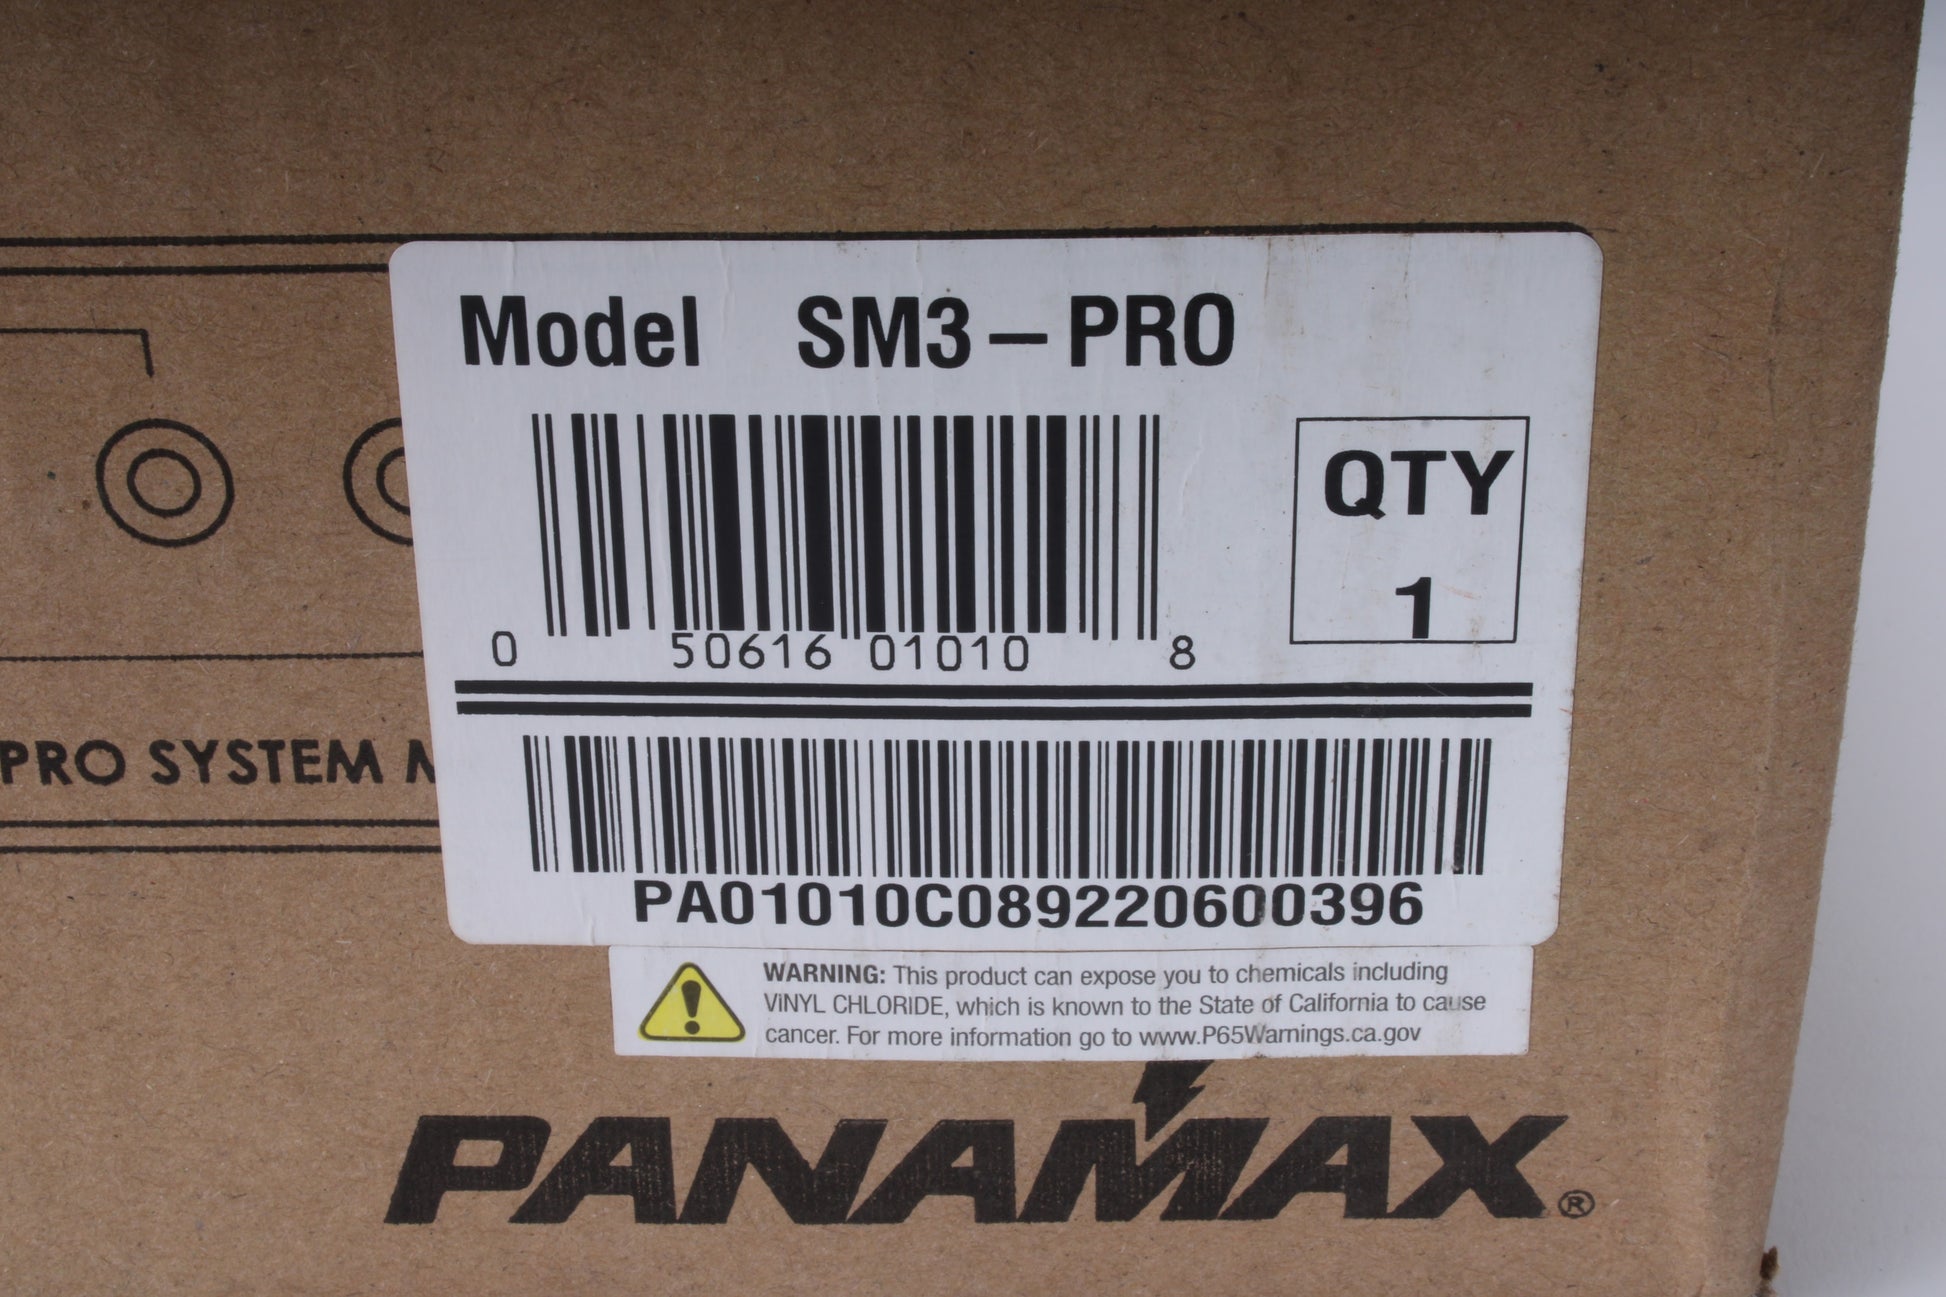 Model SM3-PRO
QTY
1
0 50616 01010 8
PRO SYSTEM
PA01010C089220600396
WARNING: This product can expose you to chemicals including
VINYL CHLORIDE, which is known to the State of California to cause
cancer. For more information go to www.P65Warnings.ca.gov
PANAMAX®